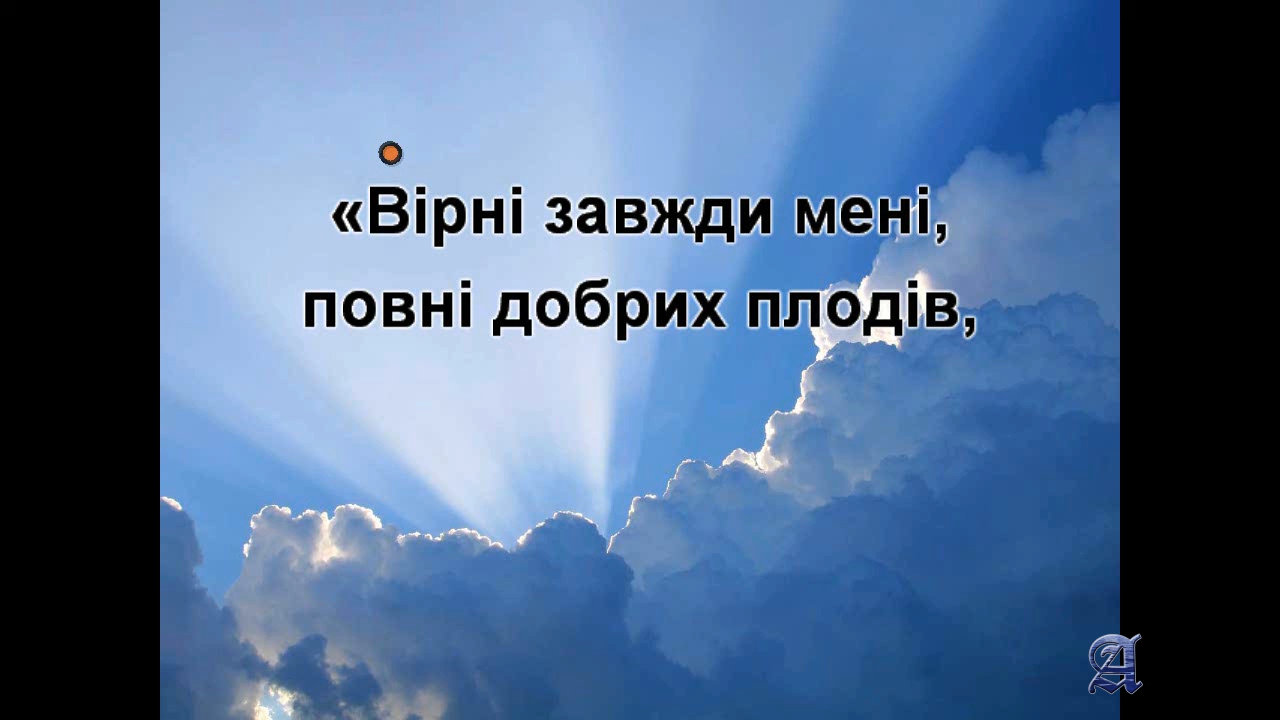 «Вірні завжди мені,
повні добрих плодів,